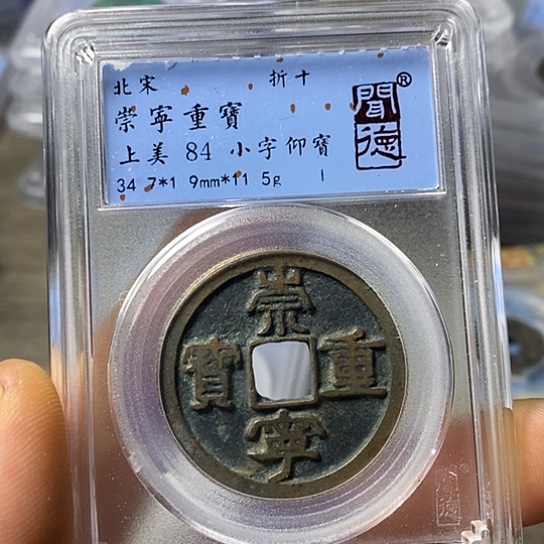 北宋 折十
崇寧重寶
上美 84 小字仰寶
34 7*1 9mm*11 5g
聞德®
崇寧重寶